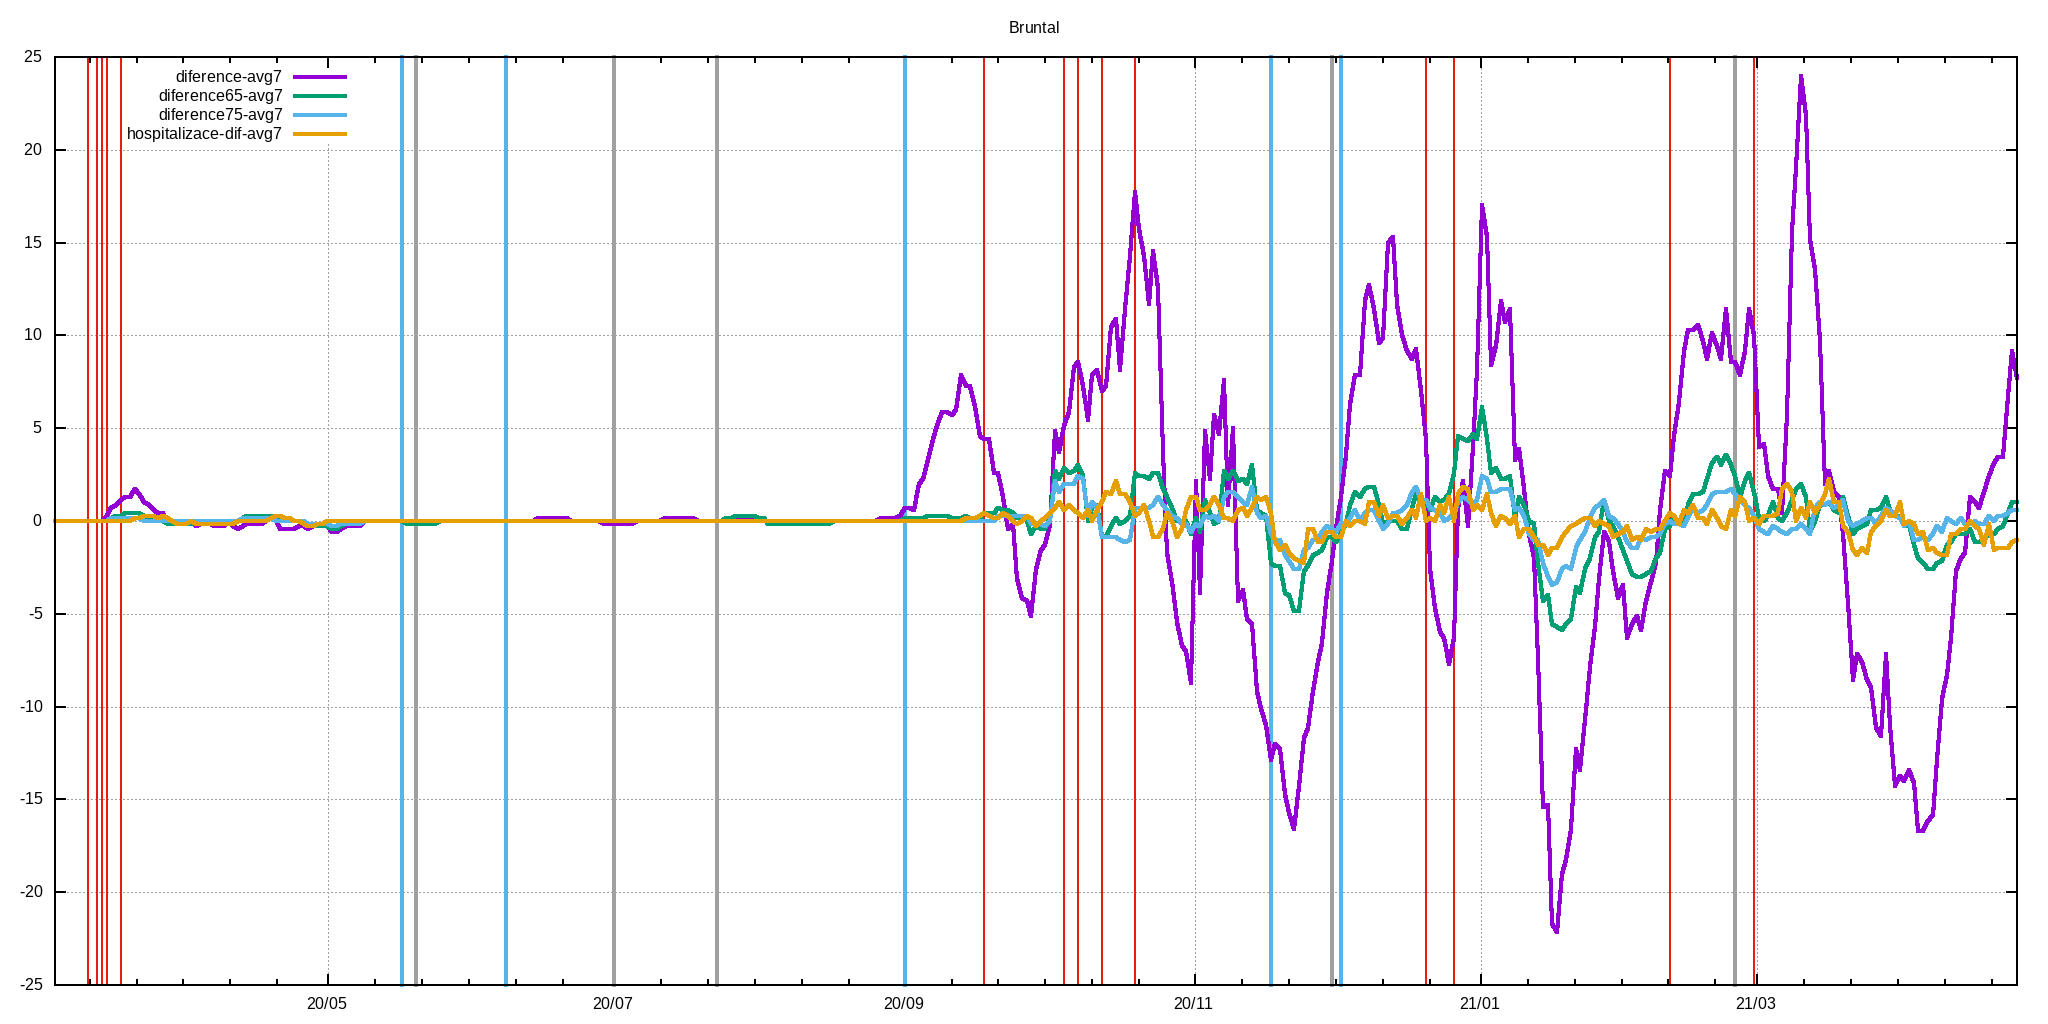 Bruntal
diference-avg7
diference65-avg7
diference75-avg7
hospitalizace-dif-avg7
25
20
15
10
5
0
-5
-10
-15
-20
-25
20/05 20/07 20/09 20/11 21/01 21/03